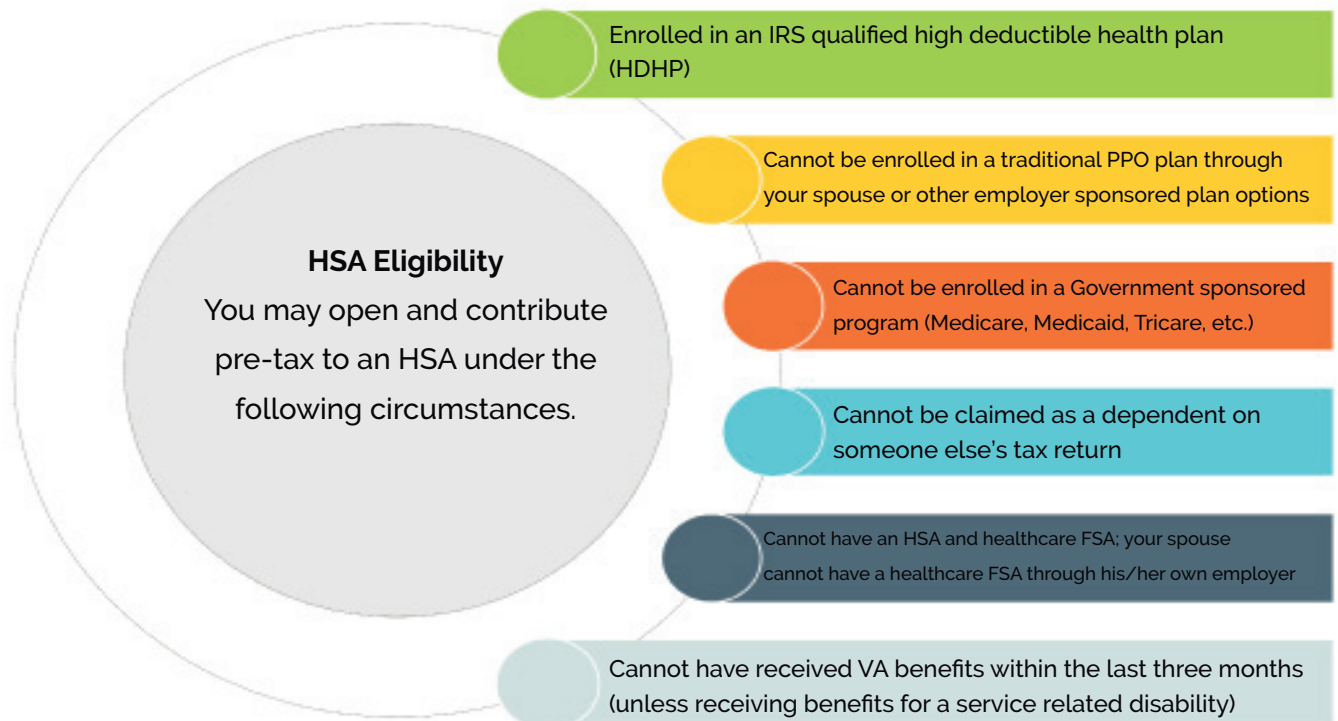 HSA Eligibility
You may open and contribute
pre-tax to an HSA under the
following circumstances.
Enrolled in an IRS qualified high deductible health plan
(HDHP)
Cannot be enrolled in a traditional PPO plan through
your spouse or other employer sponsored plan options
Cannot be enrolled in a Government sponsored
program (Medicare, Medicaid, Tricare, etc.)
Cannot be claimed as a dependent on
someone else’s tax return
Cannot have an HSA and healthcare FSA; your spouse
cannot have a healthcare FSA through his/her own employer
Cannot have received VA benefits within the last three months
(unless receiving benefits for a service related disability)